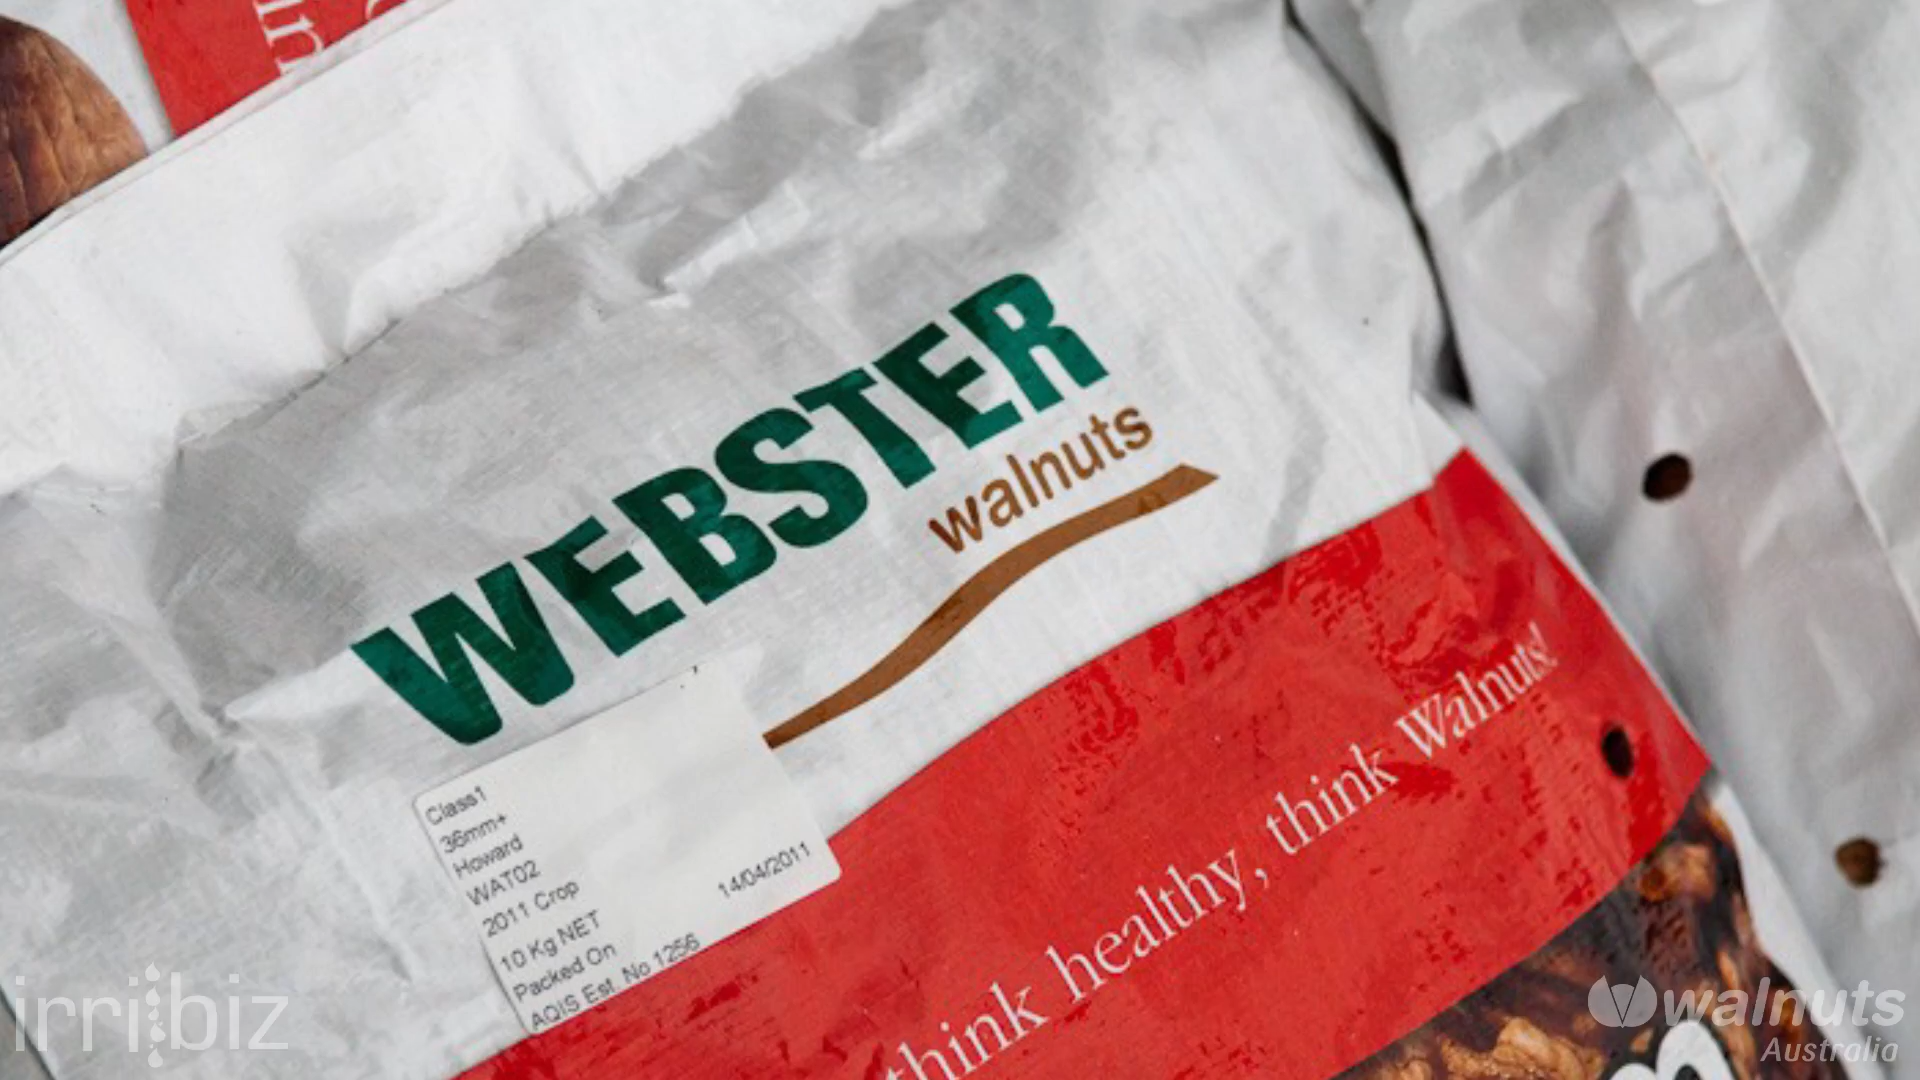 WEBSTER
walnuts
Class1
36mm+
Howard
WAT02
2011 Crop
10 Kg NET
Packed On 14/04/2011
AQIS Est. No 1256
think healthy, think Walnuts!
irribiz
walnuts
Australia